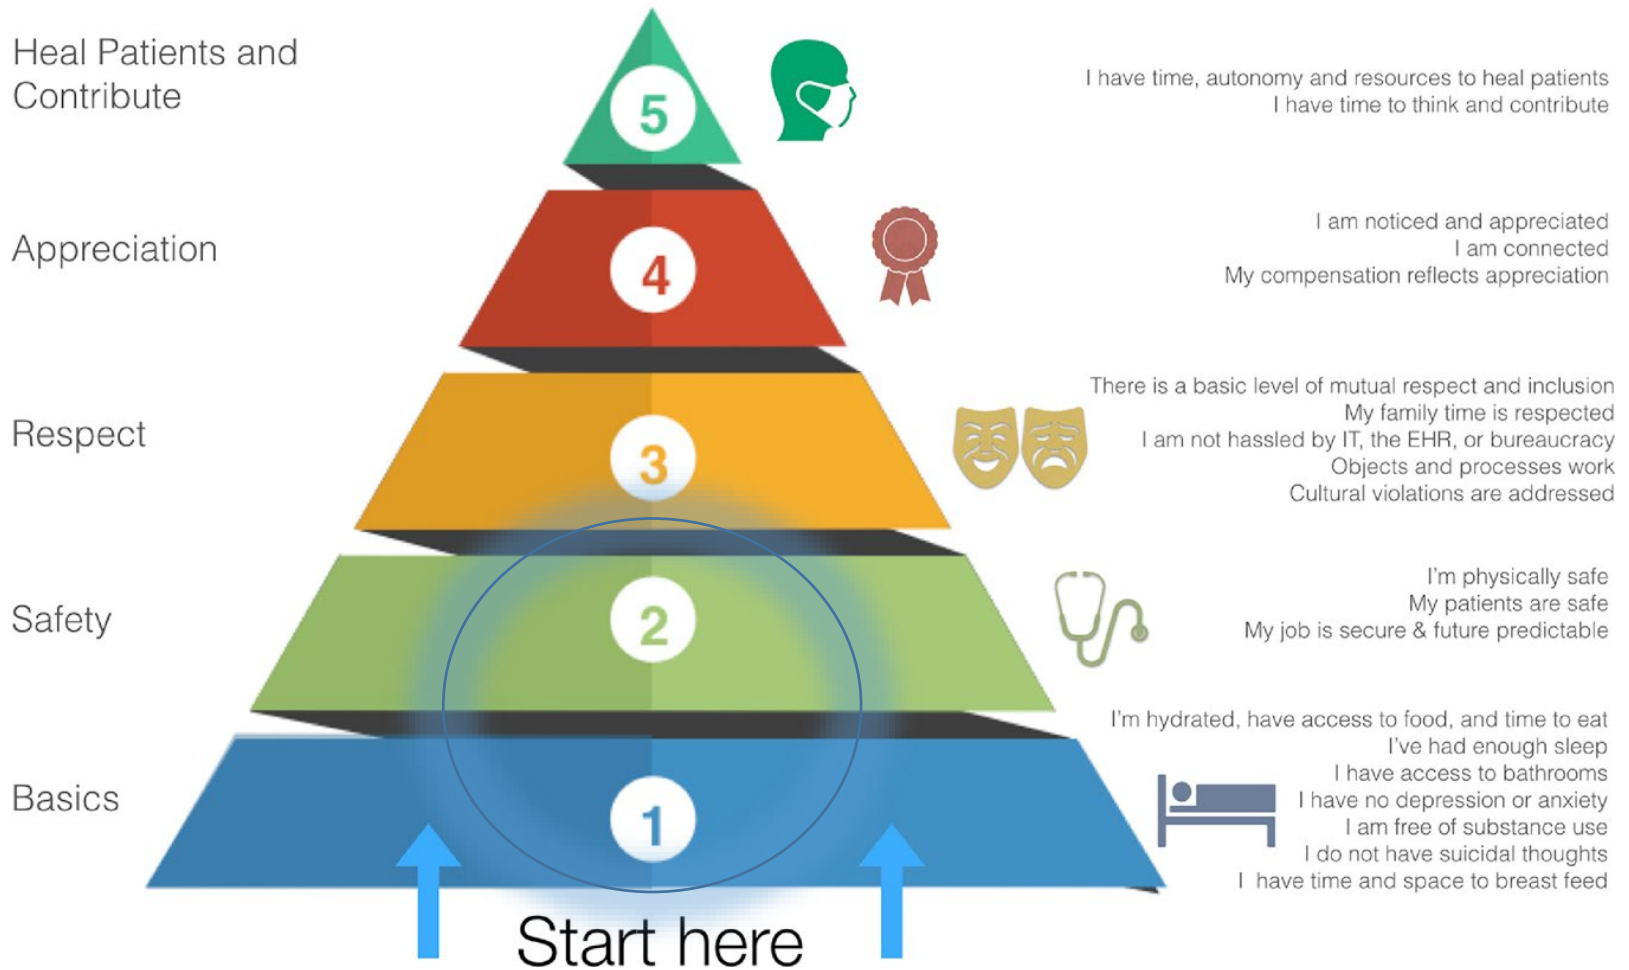 Heal Patients and
Contribute
5
I have time, autonomy and resources to heal patients
I have time to think and contribute
Appreciation
4
I am noticed and appreciated
I am connected
My compensation reflects appreciation
Respect
3
There is a basic level of mutual respect and inclusion
My family time is respected
I am not hassled by IT, the EHR, or bureaucracy
Objects and processes work
Cultural violations are addressed
Safety
2
I'm physically safe
My patients are safe
My job is secure & future predictable
Basics
1
I'm hydrated, have access to food, and time to eat
I've had enough sleep
I have access to bathrooms
I have no depression or anxiety
I am free of substance use
I do not have suicidal thoughts
I have time and space to breast feed
Start here